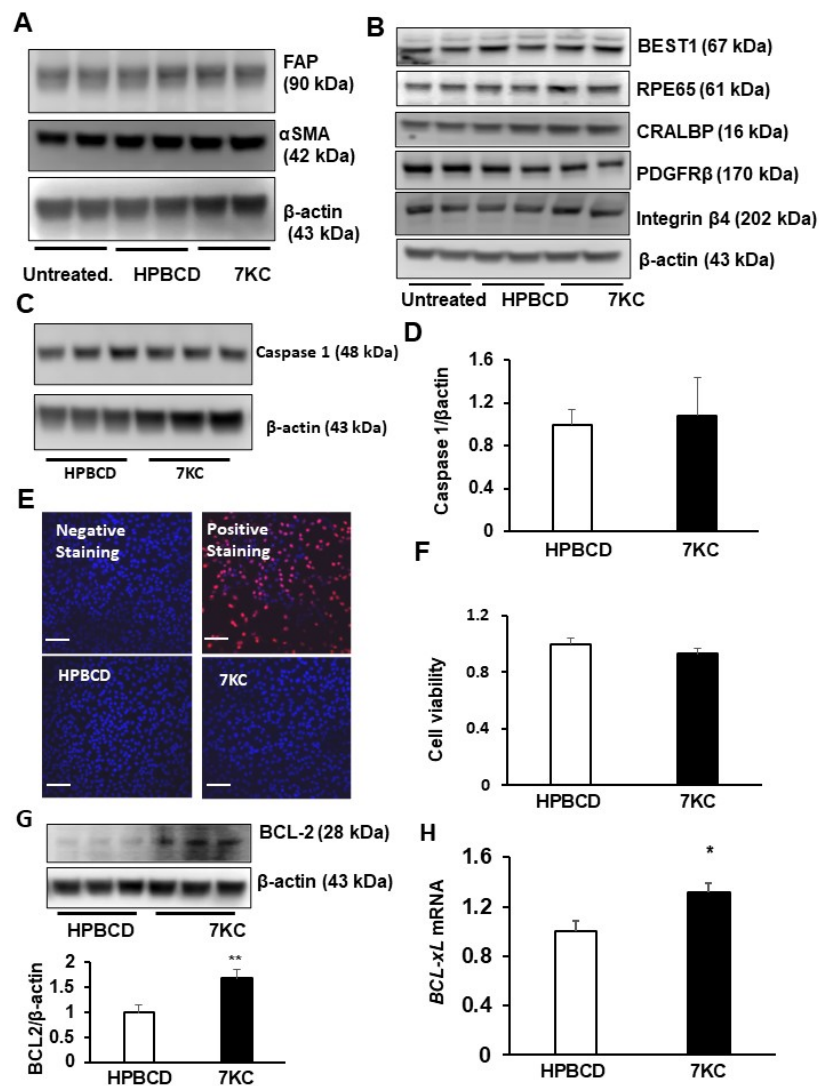 A
FAP
(90 kDa)
αSMA
(42 kDa)
β-actin
(43 kDa)
Untreated. HPBCD 7KC
B
BEST1 (67 kDa)
RPE65 (61 kDa)
CRALBP (16 kDa)
PDGFRβ (170 kDa)
Integrin β4 (202 kDa)
β-actin (43 kDa)
Untreated HPBCD 7KC
C
Caspase 1 (48 kDa)
β-actin (43 kDa)
HPBCD 7KC
D
Caspase 1/βactin
1.6
1.2
0.8
0.4
0
HPBCD 7KC
E
Negative
Staining
Positive
Staining
HPBCD
7KC
F
Cell viability
1.2
0.8
0.4
0
HPBCD 7KC
G
BCL-2 (28 kDa)
β-actin (43 kDa)
HPBCD 7KC
BCL2/β-actin
2
1.5
1
0.5
0
**
HPBCD 7KC
H
BCL-xL mRNA
1.6
1.2
0.8
0.4
0
*
HPBCD 7KC